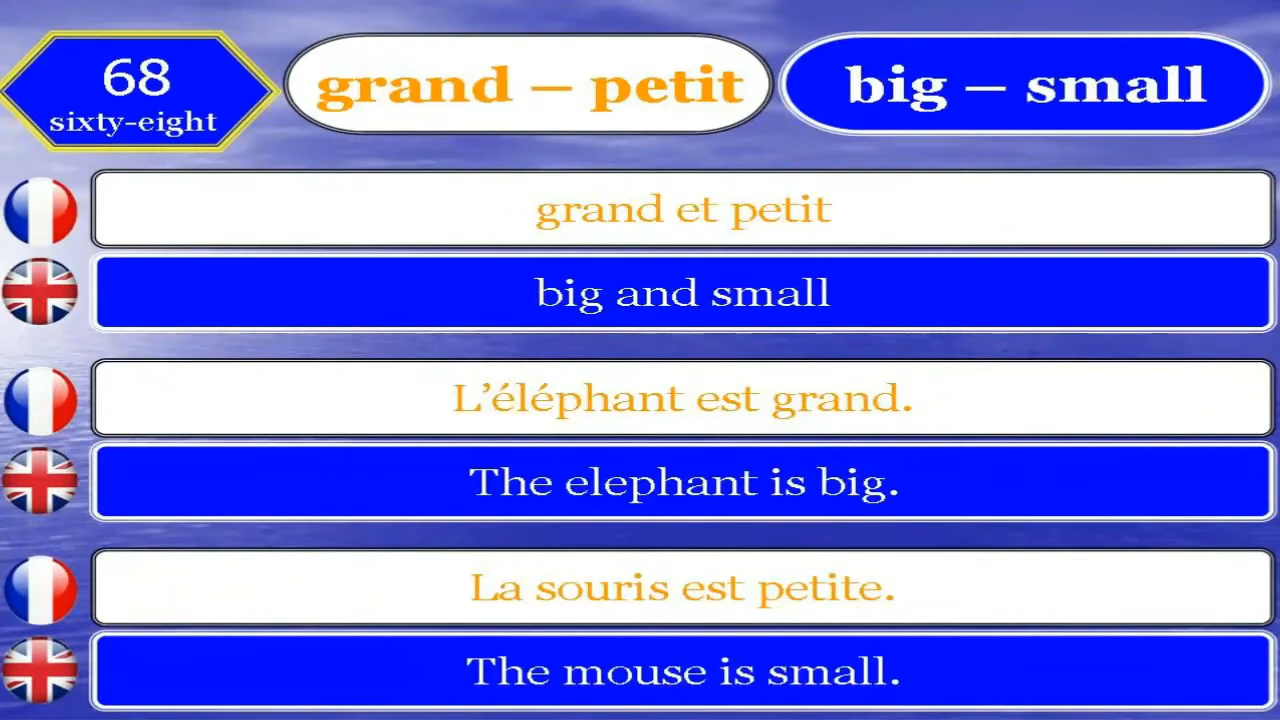 68
sixty-eight
grand – petit
big – small
grand et petit
big and small
L’éléphant est grand.
The elephant is big.
La souris est petite.
The mouse is small.